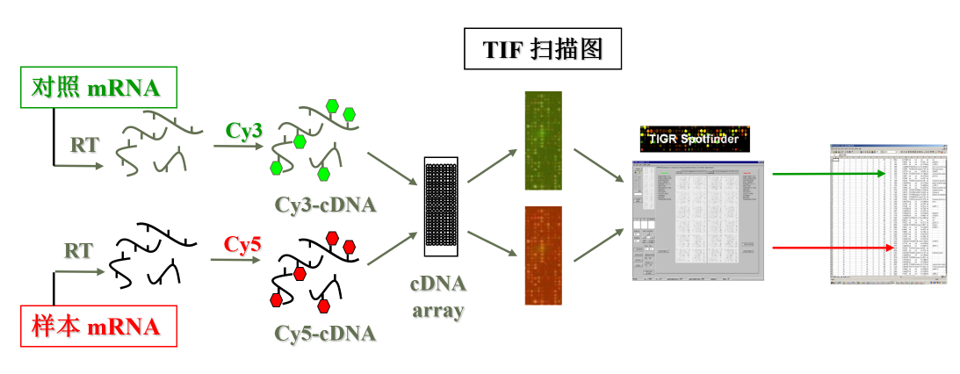 TIF 扫描图
对照 mRNA
RT
Cy3
Cy3-cDNA
TIGR Spotfinder
RT
Cy5
Cy5-cDNA
cDNA
array
样本 mRNA